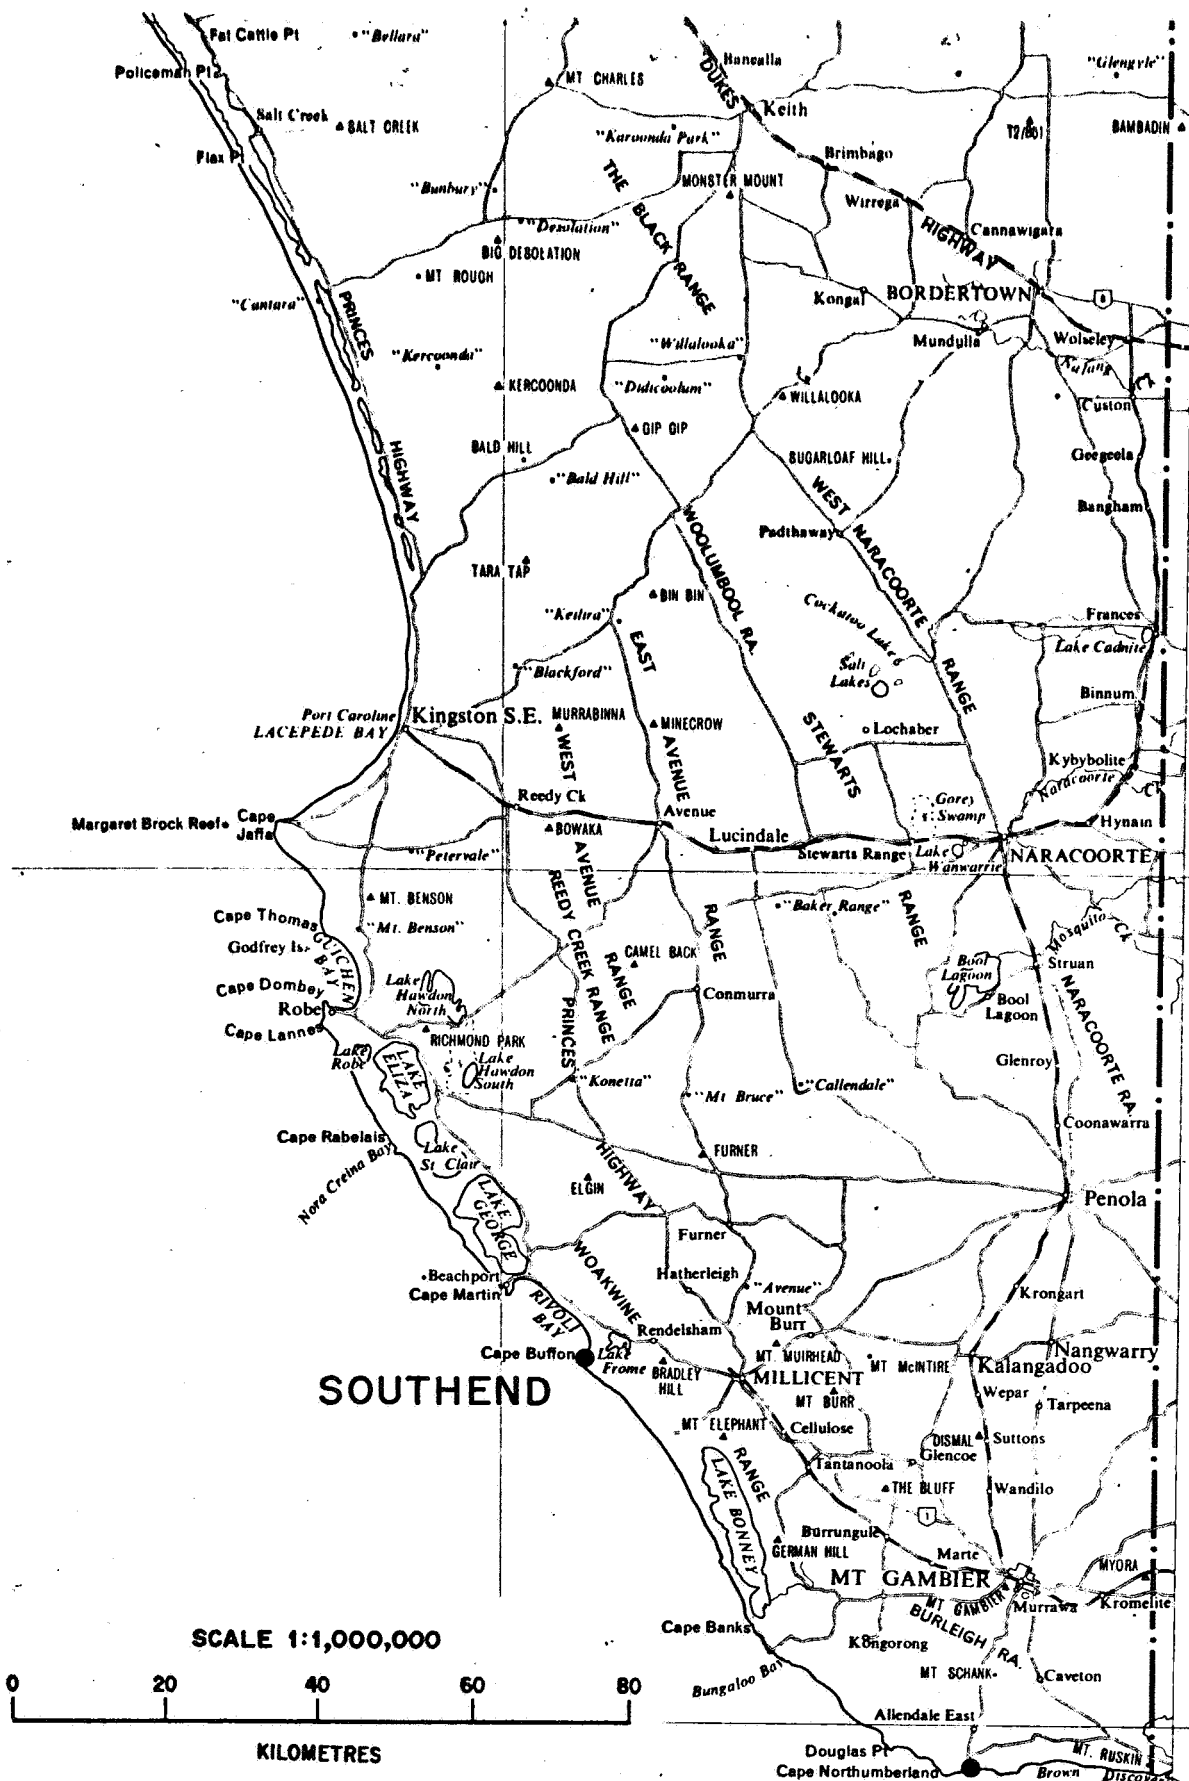 Fat Cattle Pt
"Bellara"
Hanvalla
"Glengyle"
Policeman Pt
MT CHARLES
DUKES
Keith
Salt Creek
SALT CREEK
"Karoonda Park"
T2/801
BAMBADIN
Flax Pt
Brimbago
THE BLACK RANGE
MONSTER MOUNT
"Bunbury"
Wirrega
"Desolation"
HIGHWAY
Cannawigara
BIG DESOLATION
MT ROUGH
"Cantara"
PRINCES
Kongal
BORDERTOWN
6
"Willalooka"
Mundulla
Wolseley
"Kercoonda"
KERCOONDA
"Didicoolum"
WILLALOOKA
Custon
GIP GIP
BALD HILL
HIGHWAY
SUGARLOAF HILL
Geegeela
"Bald Hill"
WEST NARACOORTE RANGE
Bangham
WOOLUMBOOL RA.
Padthaway
TARA TAP
BIN BIN
Cockatoo Lake
"Keilira"
Frances
EAST AVENUE RANGE
Lake Cadnite
"Blackford"
Salt
Lakes
Binnum
Port Caroline
Kingston S.E.
MURRABINNA
MINECROW
LACEPEDE BAY
STEWARTS RANGE
Lochaber
WEST AVENUE RANGE
Kybybolite
Naracoorte Ck
Reedy Ck
Avenue
Gores
Swamp
Hynam
Margaret Brock Reef
Cape
Jaffa
BOWAKA
Lucindale
"Petervale"
Stewarts Range
Lake
Wanwarrie
NARACOORTE
REEDY CREEK RANGE
MT. BENSON
"Baker Range"
Cape Thomas
"Mt. Benson"
Mosquito Ck
Godfrey Is.
GUICHEN
BAY
CAMEL BACK
Struan
Bool
Lagoon
Cape Dombey
Lake
Hawdon
North
Conmurra
Bool
Lagoon
NARACOORTE RA.
Robe
Cape Lannes
RICHMOND PARK
PRINCES
Lake
Robe
LAKE
ELIZA
Lake
Hawdon
South
"Konetta"
Glenroy
"Mt Bruce"
"Callendale"
Coonawarra
Cape Rabelais
Nora Creina Bay
Lake
St. Clair
HIGHWAY
FURNER
ELGIN
LAKE
GEORGE
Penola
Furner
WOAKWINE RANGE
Beachport
Cape Martin
Hatherleigh
"Avenue"
Krongart
RIVOLI
BAY
Mount
Burr
Rendelsham
Cape Buffon
Lake
Frome
BRADLEY
HILL
MT. MUIRHEAD
MT McINTIRE
Nangwarry
Kalangadoo
SOUTHEND
MILLICENT
MT BURR
Wepar
Tarpeena
MT ELEPHANT
Cellulose
DISMAL
Suttons
Glencoe
Tantanoola
LAKE BONNEY
THE BLUFF
Wandilo
1
Burrungule
GERMAN HILL
Marte
MYORA
MT GAMBIER
MT GAMBIER
Murrawa
Kromelite
BURLEIGH RA.
Cape Banks
Kongorong
SCALE 1:1,000,000
Bungaloo Bay
MT SCHANK
Caveton
0 20 40 60 80
Allendale East
KILOMETRES
Douglas Pt
MT. RUSKIN
Cape Northumberland
Brown